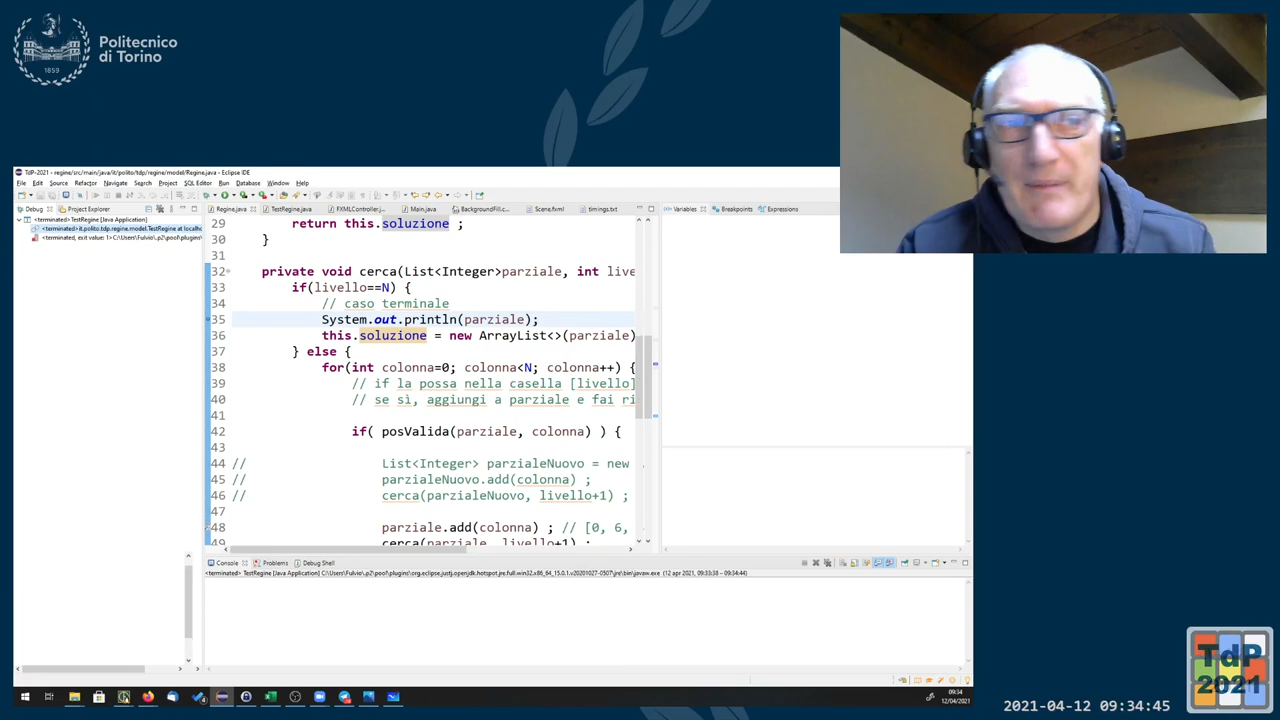 Politecnico
di Torino
1859
TdP-2021 - regine/src/main/java/it/polito/tdp/regine/model/Regine.java - Eclipse IDE
File Edit Source Refactor Navigate Search Project SQL Editor Run Database Window Help
Debug Project Explorer
<terminated> TestRegine [Java Application]
<terminated> it.polito.tdp.regine.model.TestRegine at localho
<terminated, exit value: 1> C:\Users\Fulvio\.p2\pool\plugins\
Regine.java TestRegine.java FXMLController.j... Main.java BackgroundFill.c... Scene.fxml timings.txt
Variables Breakpoints Expressions
29 return this.soluzione ;
30 }
31
32 private void cerca(List<Integer>parziale, int live
33 if(livello==N) {
34 // caso terminale
35 System.out.println(parziale);
36 this.soluzione = new ArrayList<>(parziale)
37 } else {
38 for(int colonna=0; colonna<N; colonna++) {
39 // if la possa nella casella [livello]
40 // se sì, aggiungi a parziale e fai ri
41
42 if( posValida(parziale, colonna) ) {
43
44 // List<Integer> parzialeNuovo = new
45 // parzialeNuovo.add(colonna) ;
46 // cerca(parzialeNuovo, livello+1) ;
47
48 parziale.add(colonna) ; // [0, 6,
49 cerca(parziale, livello+1) ;
Console Problems Debug Shell
<terminated> TestRegine [Java Application] C:\Users\Fulvio\.p2\pool\plugins\org.eclipse.justj.openjdk.hotspot.jre.full.win32.x86_64_15.0.1.v20201027-0507\jre\bin\javaw.exe (12 apr 2021, 09:33:38 – 09:34:44)
09:34
12/04/2021
TdP
2021
2021-04-12 09:34:45